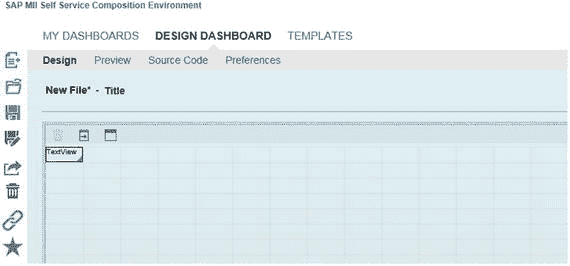 SAP MII Self Service Composition Environment
MY DASHBOARDS DESIGN DASHBOARD TEMPLATES
Design Preview Source Code Preferences
New File* - Title
TextView